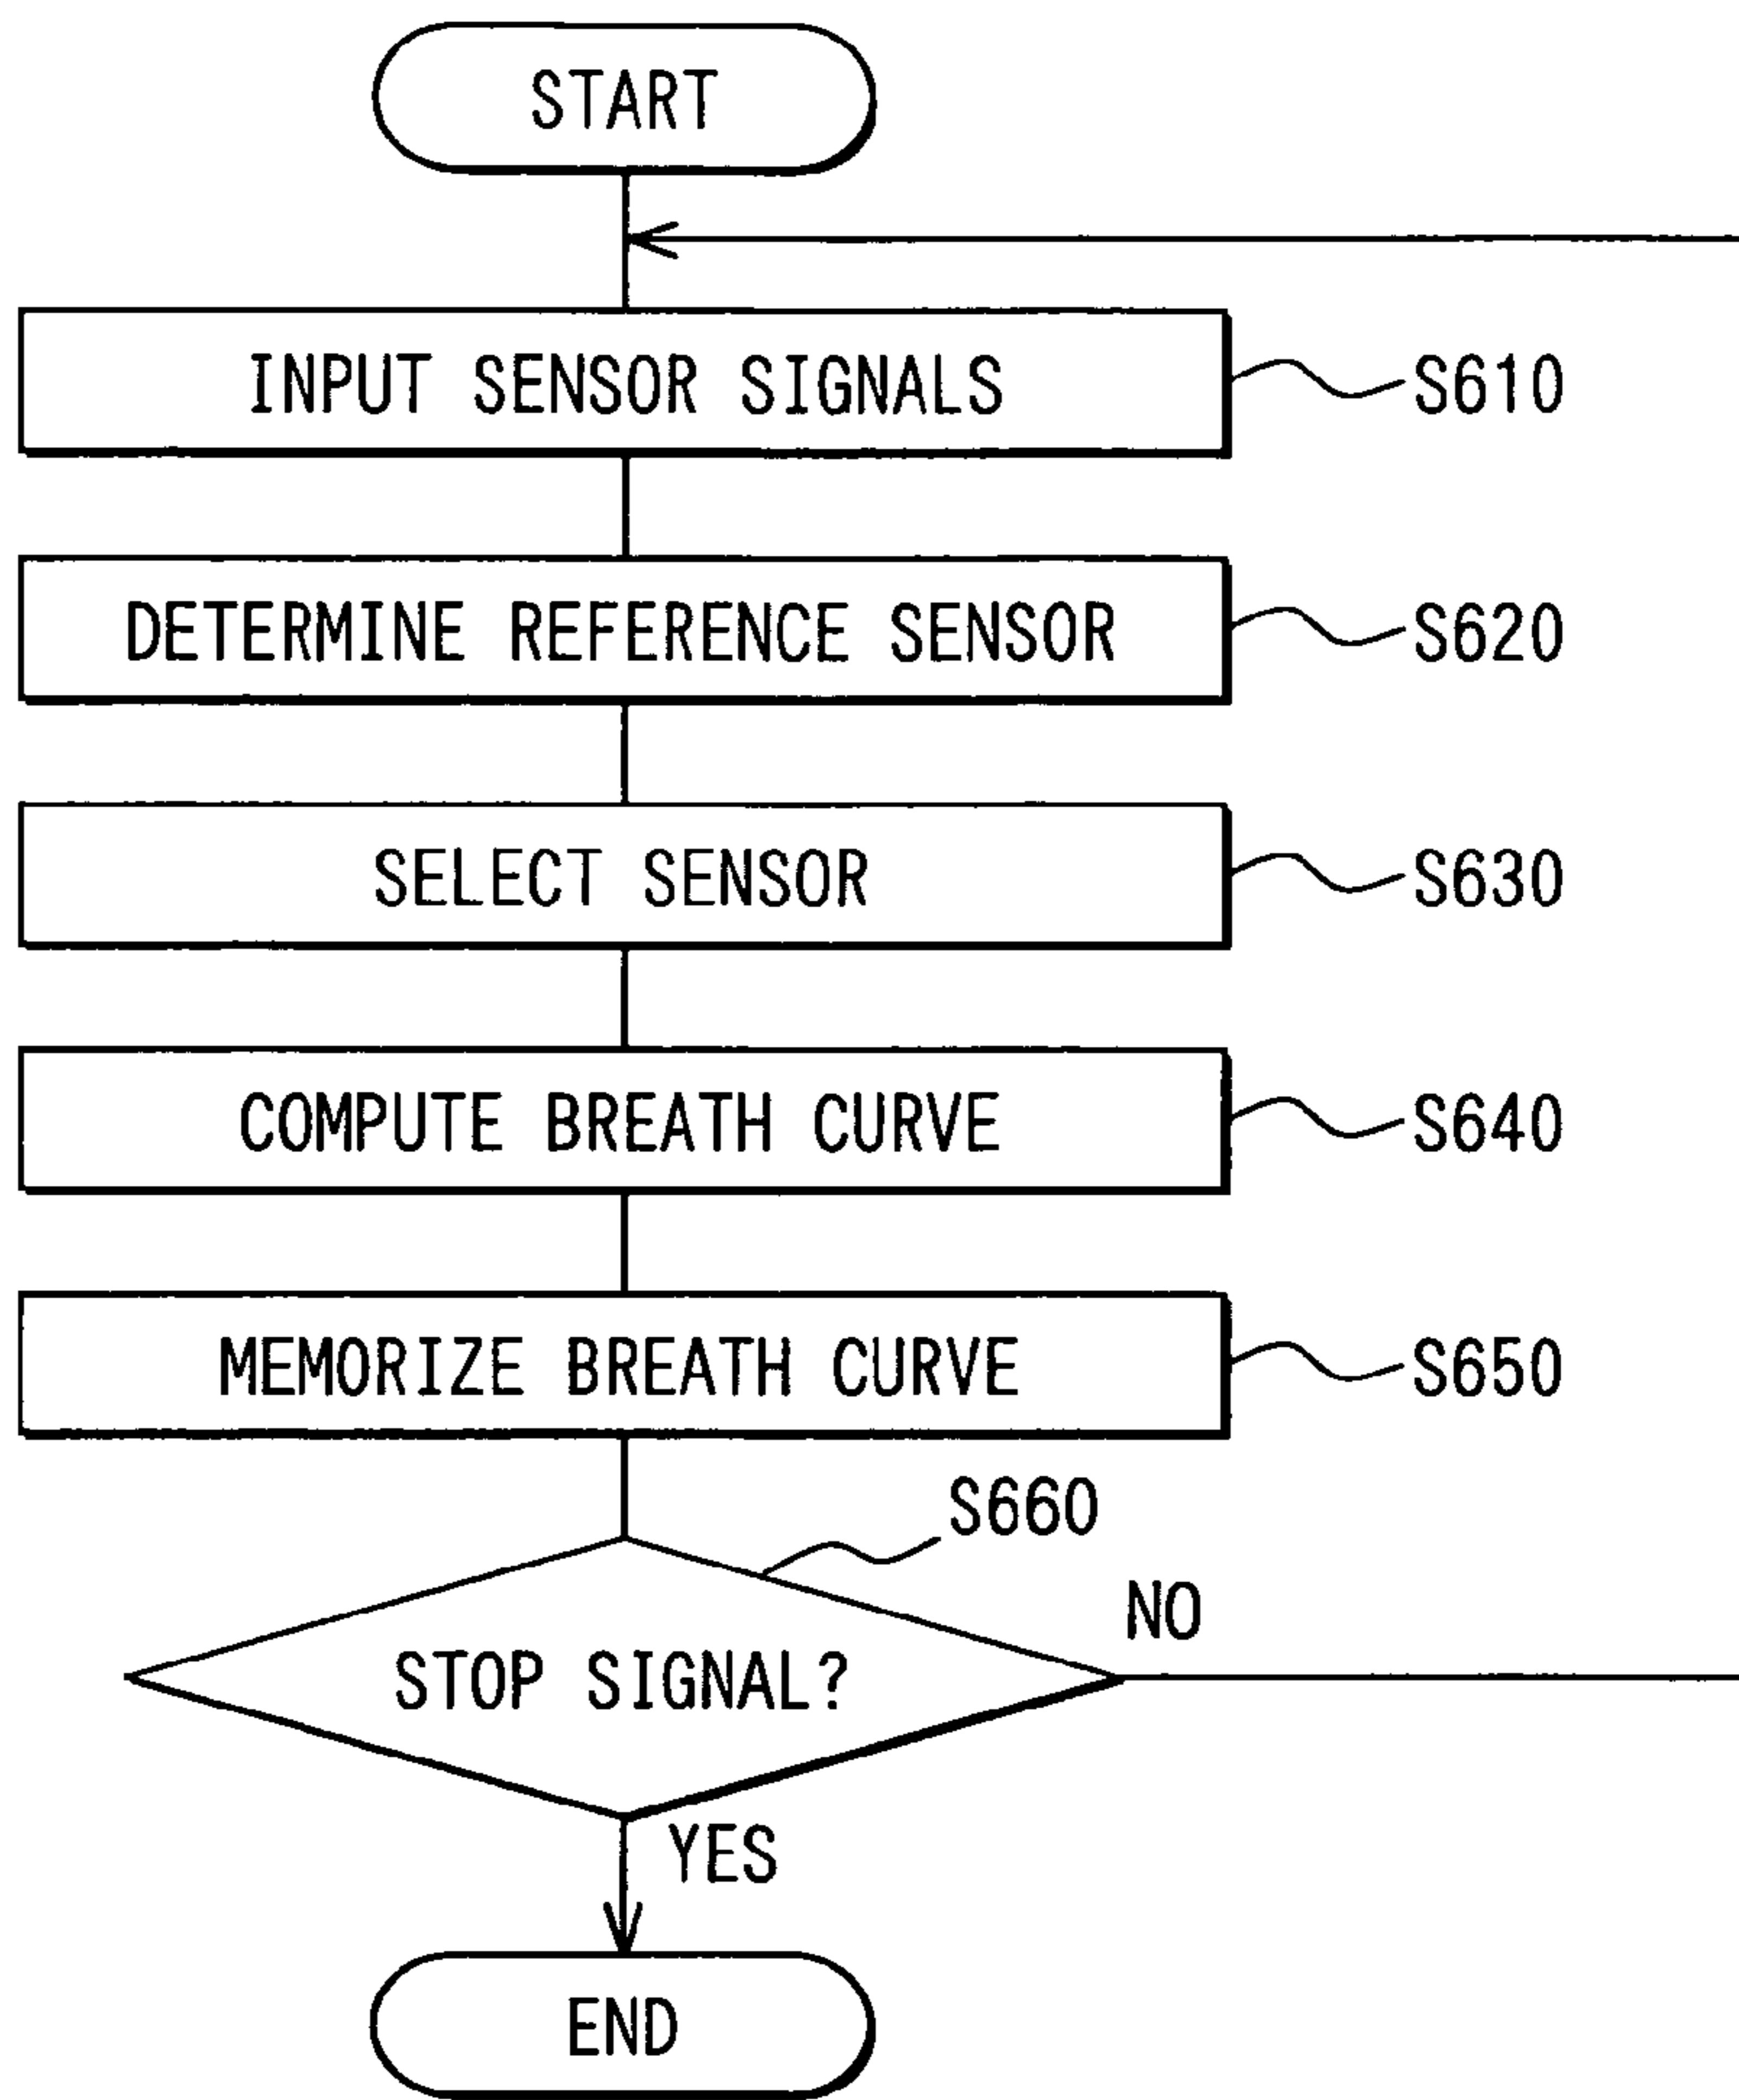 START
INPUT SENSOR SIGNALS
S610
DETERMINE REFERENCE SENSOR
S620
SELECT SENSOR
S630
COMPUTE BREATH CURVE
S640
MEMORIZE BREATH CURVE
S650
S660
STOP SIGNAL?
NO
YES
END